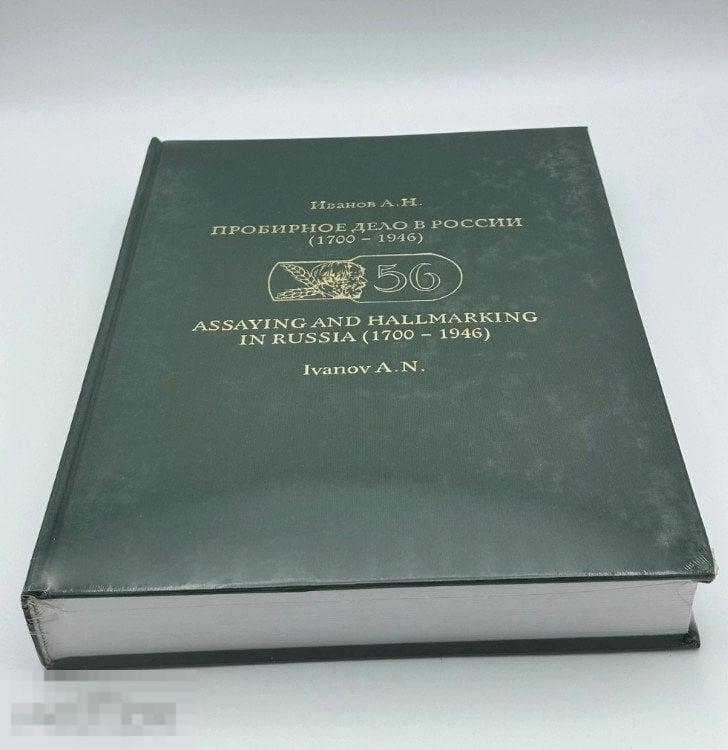 Иванов А.Н.
ПРОБИРНОЕ ДЕЛО В РОССИИ
(1700 – 1946)
56
ASSAYING AND HALLMARKING
IN RUSSIA (1700 – 1946)
Ivanov A.N.